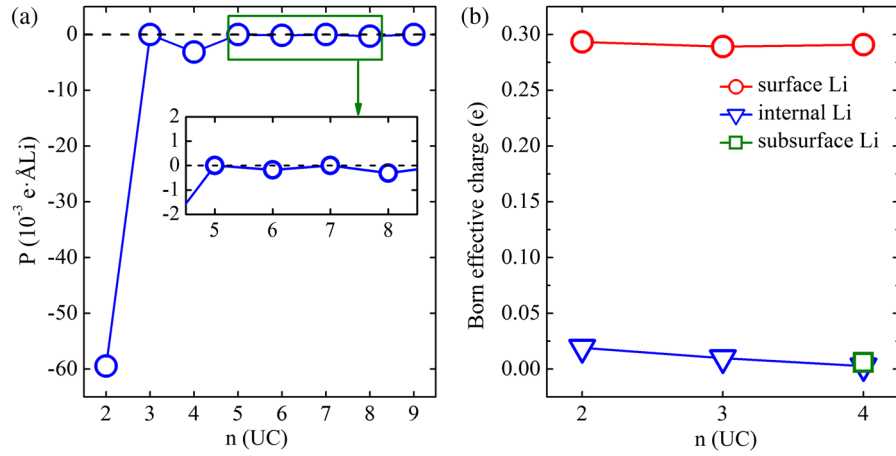 (a)
0
-10
-20
-30
-40
-50
-60
P (10⁻³ e·ÅLi)
2 3 4 5 6 7 8 9
n (UC)
2
1
0
-1
-2
5 6 7 8
(b)
0.30
0.25
0.20
0.15
0.10
0.05
0.00
Born effective charge (e)
surface Li
internal Li
subsurface Li
2 3 4
n (UC)